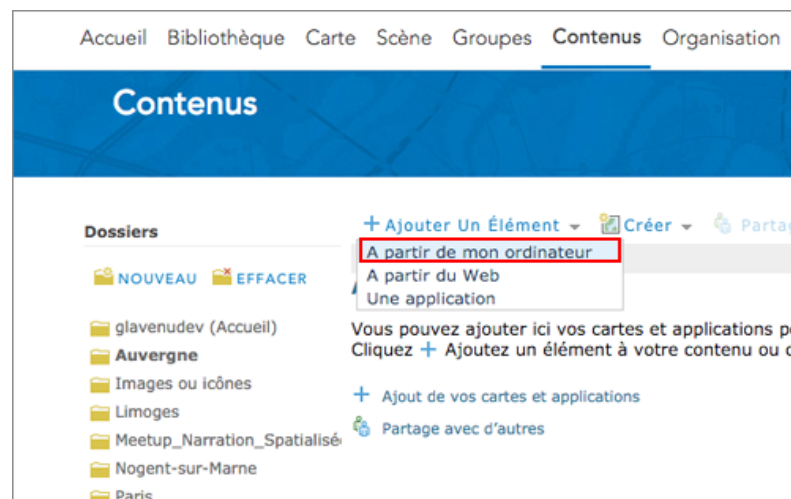 Accueil Bibliothèque Carte Scène Groupes Contenus Organisation
Contenus
Dossiers
NOUVEAU EFFACER
glavenudev (Accueil)
Auvergne
Images ou icônes
Limoges
Meetup_Narration_Spatialisé
Nogent-sur-Marne
Paris
+ Ajouter Un Élément Créer Partag
A partir de mon ordinateur
A partir du Web
Une application
Vous pouvez ajouter ici vos cartes et applications p
Cliquez + Ajoutez un élément à votre contenu ou
+ Ajout de vos cartes et applications
Partage avec d'autres